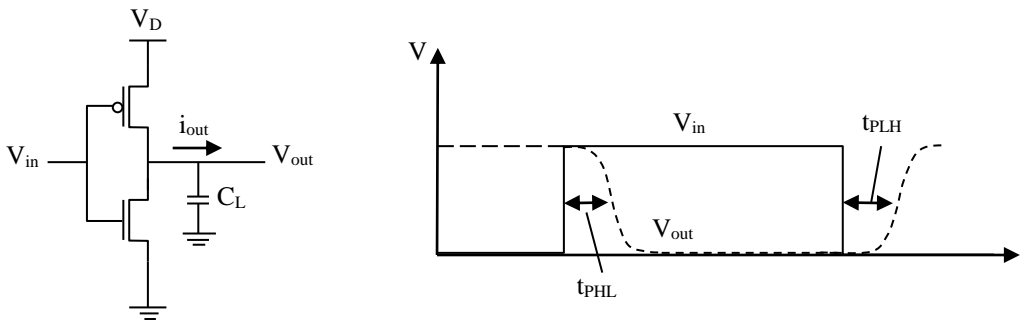 V_D
i_out
V_in
V_out
C_L
V
V_in
t_PLH
V_out
t_PHL